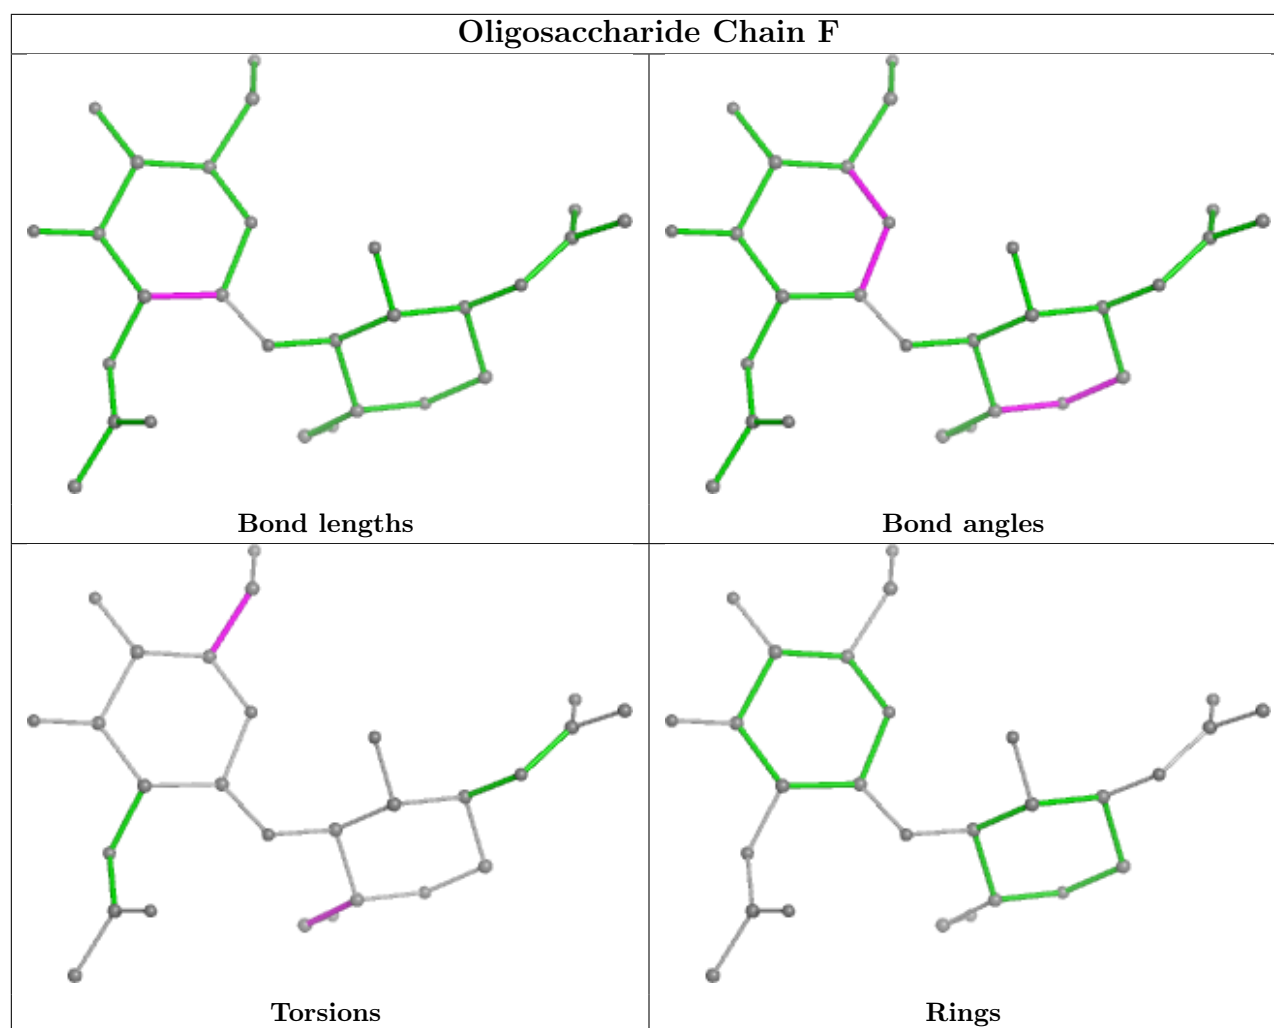 Oligosaccharide Chain F
Bond lengths
Bond angles
Torsions
Rings